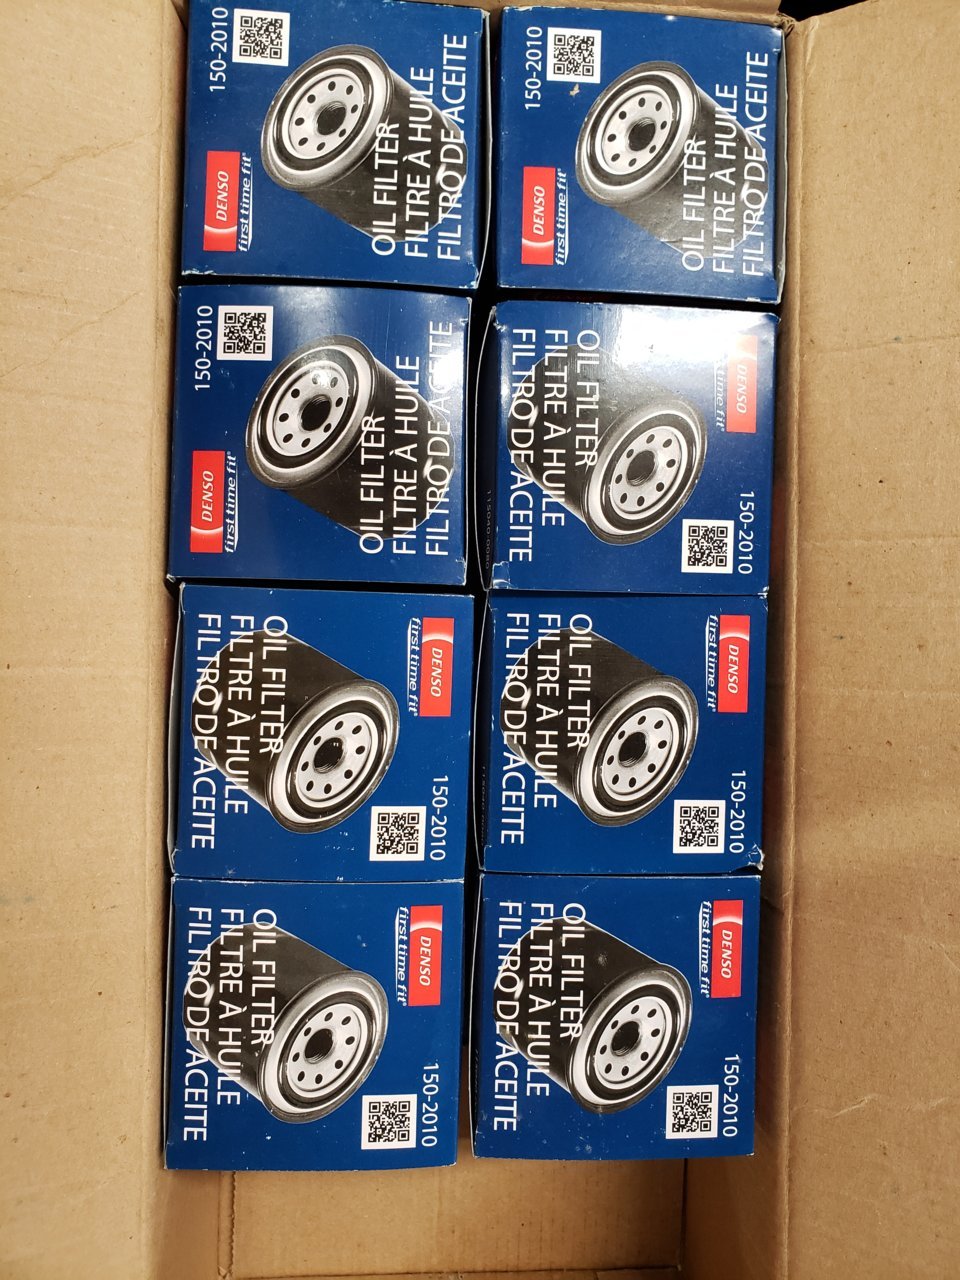 150-2010
DENSO
first time fit®
OIL FILTER
FILTRE À HUILE
FILTRO DE ACEITE
150-2010
DENSO
first time fit®
OIL FILTER
FILTRE À HUILE
FILTRO DE ACEITE
150-2010
DENSO
first time fit®
OIL FILTER
FILTRE À HUILE
FILTRO DE ACEITE
DENSO
time fit®
150-2010
OIL FILTER
FILTRE À HUILE
FILTRO DE ACEITE
115040-0080
DENSO
first time fit®
150-2010
OIL FILTER
FILTRE À HUILE
FILTRO DE ACEITE
DENSO
first time fit®
150-2010
OIL FILTER
FILTRE À HUILE
FILTRO DE ACEITE
DENSO
first time fit®
150-2010
OIL FILTER
FILTRE À HUILE
FILTRO DE ACEITE
DENSO
first time fit®
150-2010
OIL FILTER
FILTRE À HUILE
FILTRO DE ACEITE